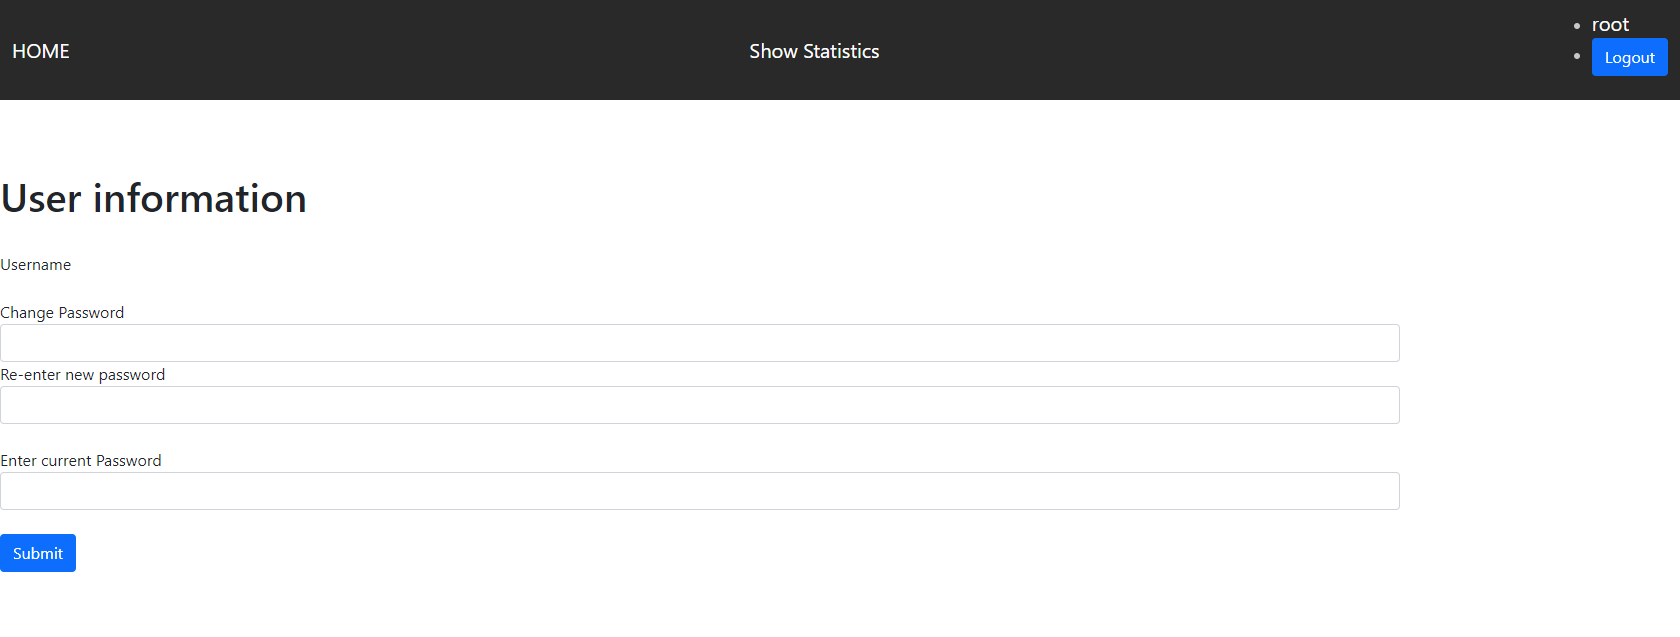 HOME
Show Statistics
root
Logout
User information
Username
Change Password
Re-enter new password
Enter current Password
Submit